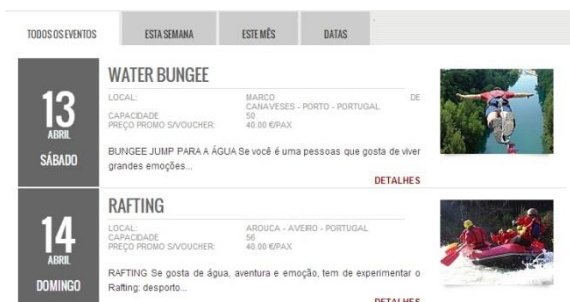 TODOS OS EVENTOS ESTA SEMANA ESTE MÊS DATAS
13
ABRIL
SÁBADO
WATER BUNGEE
LOCAL: MARCO DE
CANAVESES - PORTO - PORTUGAL
CAPACIDADE 50
PREÇO PROMO S/VOUCHER: 40.00 €/PAX
BUNGEE JUMP PARA A ÁGUA Se você é uma pessoas que gosta de viver
grandes emoções...
DETALHES
14
ABRIL
DOMINGO
RAFTING
LOCAL: AROUCA - AVEIRO - PORTUGAL
CAPACIDADE 56
PREÇO PROMO S/VOUCHER: 40.00 €/PAX
RAFTING Se gosta de água, aventura e emoção, tem de experimentar o
Rafting: desporto...
DETALHES